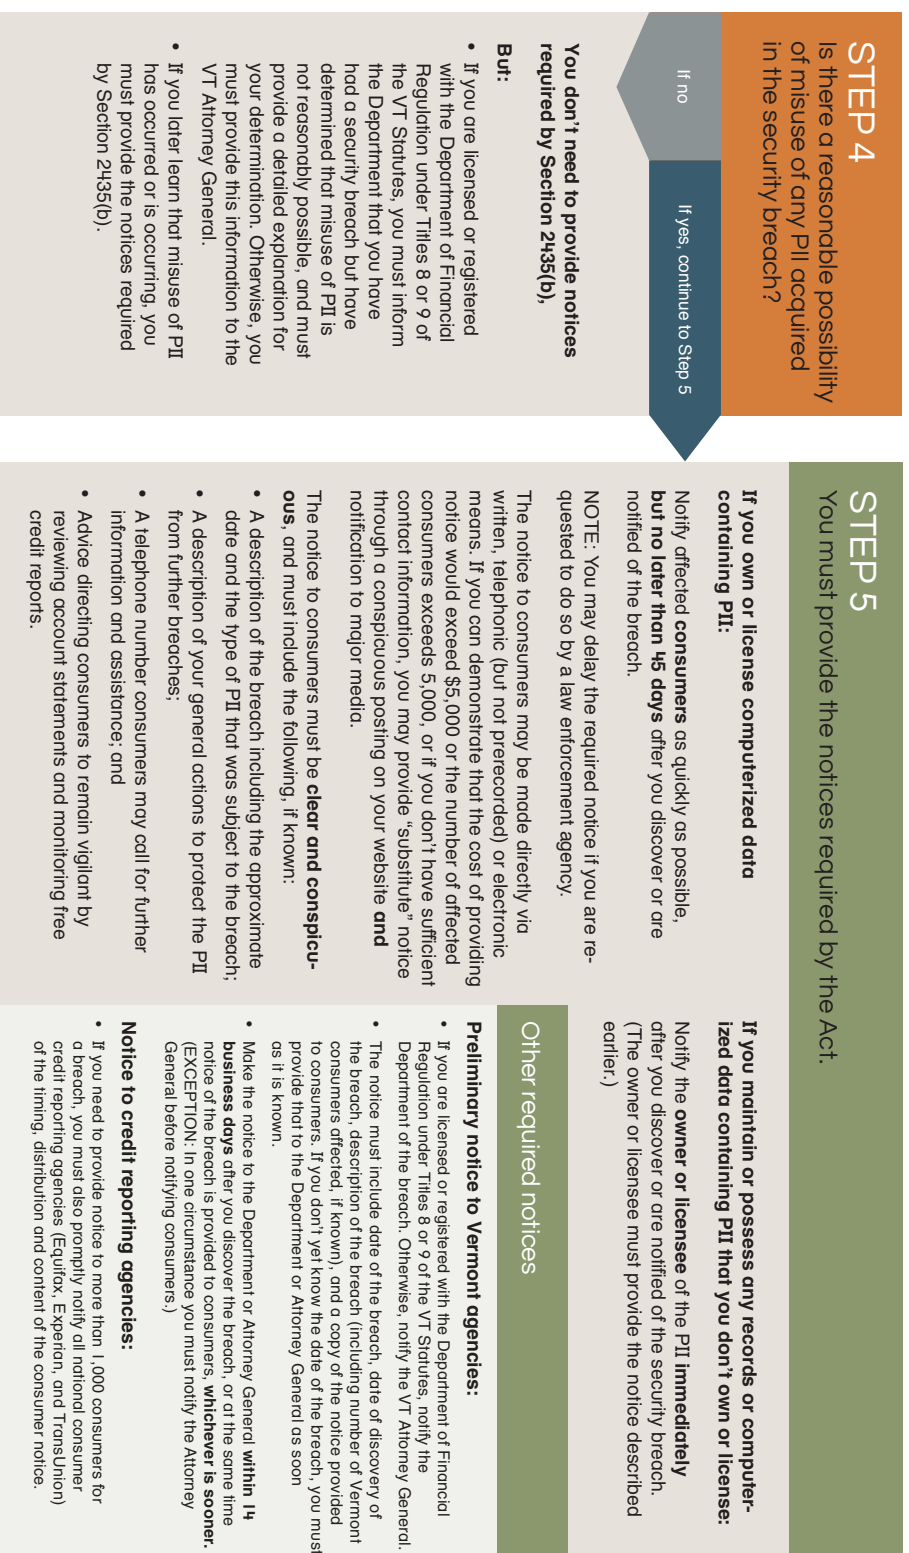 STEP 4
Is there a reasonable possibility
of misuse of any PII acquired
in the security breach?
If no
If yes, continue to Step 5
You don't need to provide notices
required by Section 2435(b),
But:
• If you are licensed or registered
with the Department of Financial
Regulation under Titles 8 or 9 of
the VT Statutes, you must inform
the Department that you have
had a security breach but have
determined that misuse of PII is
not reasonably possible, and must
provide a detailed explanation for
your determination. Otherwise, you
must provide this information to the
VT Attorney General.
• If you later learn that misuse of PII
has occurred or is occurring, you
must provide the notices required
by Section 2435(b).
STEP 5
You must provide the notices required by the Act.
If you own or license computerized data
containing PII:
Notify affected consumers as quickly as possible,
but no later than 45 days after you discover or are
notified of the breach.
NOTE: You may delay the required notice if you are re-
quested to do so by a law enforcement agency.
The notice to consumers may be made directly via
written, telephonic (but not prerecorded) or electronic
means. If you can demonstrate that the cost of providing
notice would exceed $5,000 or the number of affected
consumers exceeds 5,000, or if you don't have sufficient
contact information, you may provide “substitute” notice
through a conspicuous posting on your website and
notification to major media.
The notice to consumers must be clear and conspicu-
ous, and must include the following, if known:
• A description of the breach including the approximate
date and the type of PII that was subject to the breach;
• A description of your general actions to protect the PII
from further breaches;
• A telephone number consumers may call for further
information and assistance; and
• Advice directing consumers to remain vigilant by
reviewing account statements and monitoring free
credit reports.
If you maintain or possess any records or computer-
ized data containing PII that you don't own or license:
Notify the owner or licensee of the PII immediately
after you discover or are notified of the security breach.
(The owner or licensee must provide the notice described
earlier.)
Other required notices
Preliminary notice to Vermont agencies:
• If you are licensed or registered with the Department of Financial
Regulation under Titles 8 or 9 of the VT Statutes, notify the
Department of the breach. Otherwise, notify the VT Attorney General.
• The notice must include date of the breach, date of discovery of
the breach, description of the breach (including number of Vermont
consumers affected, if known), and a copy of the notice provided
to consumers. If you don't yet know the date of the breach, you must
provide that to the Department or Attorney General as soon
as it is known.
• Make the notice to the Department or Attorney General within 14
business days after you discover the breach, or at the same time
notice of the breach is provided to consumers, whichever is sooner.
(EXCEPTION: In one circumstance you must notify the Attorney
General before notifying consumers.)
Notice to credit reporting agencies:
• If you need to provide notice to more than 1,000 consumers for
a breach, you must also promptly notify all national consumer
credit reporting agencies (Equifax, Experian, and TransUnion)
of the timing, distribution and content of the consumer notice.